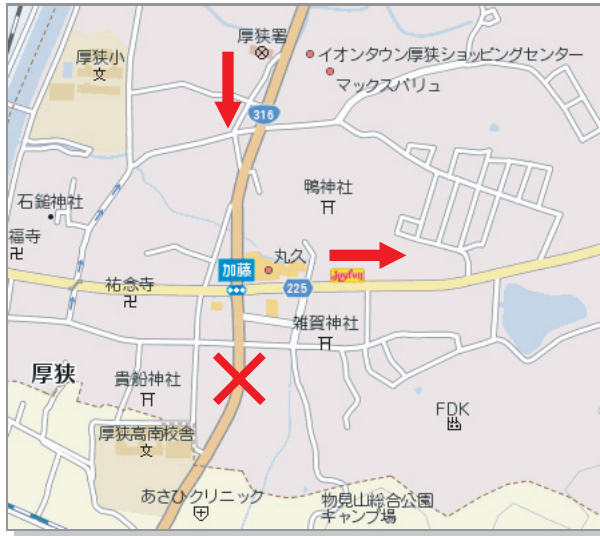 厚狭署
厚狭小
イオンタウン厚狭ショッピングセンター
マックスバリュ
316
鴨神社
石鎚神社
福寺
丸久
加藤
Joyfull
祐念寺
225
雑賀神社
厚狭
貴船神社
FDK
厚狭高南校舎
あさひクリニック
物見山総合公園
キャンプ場